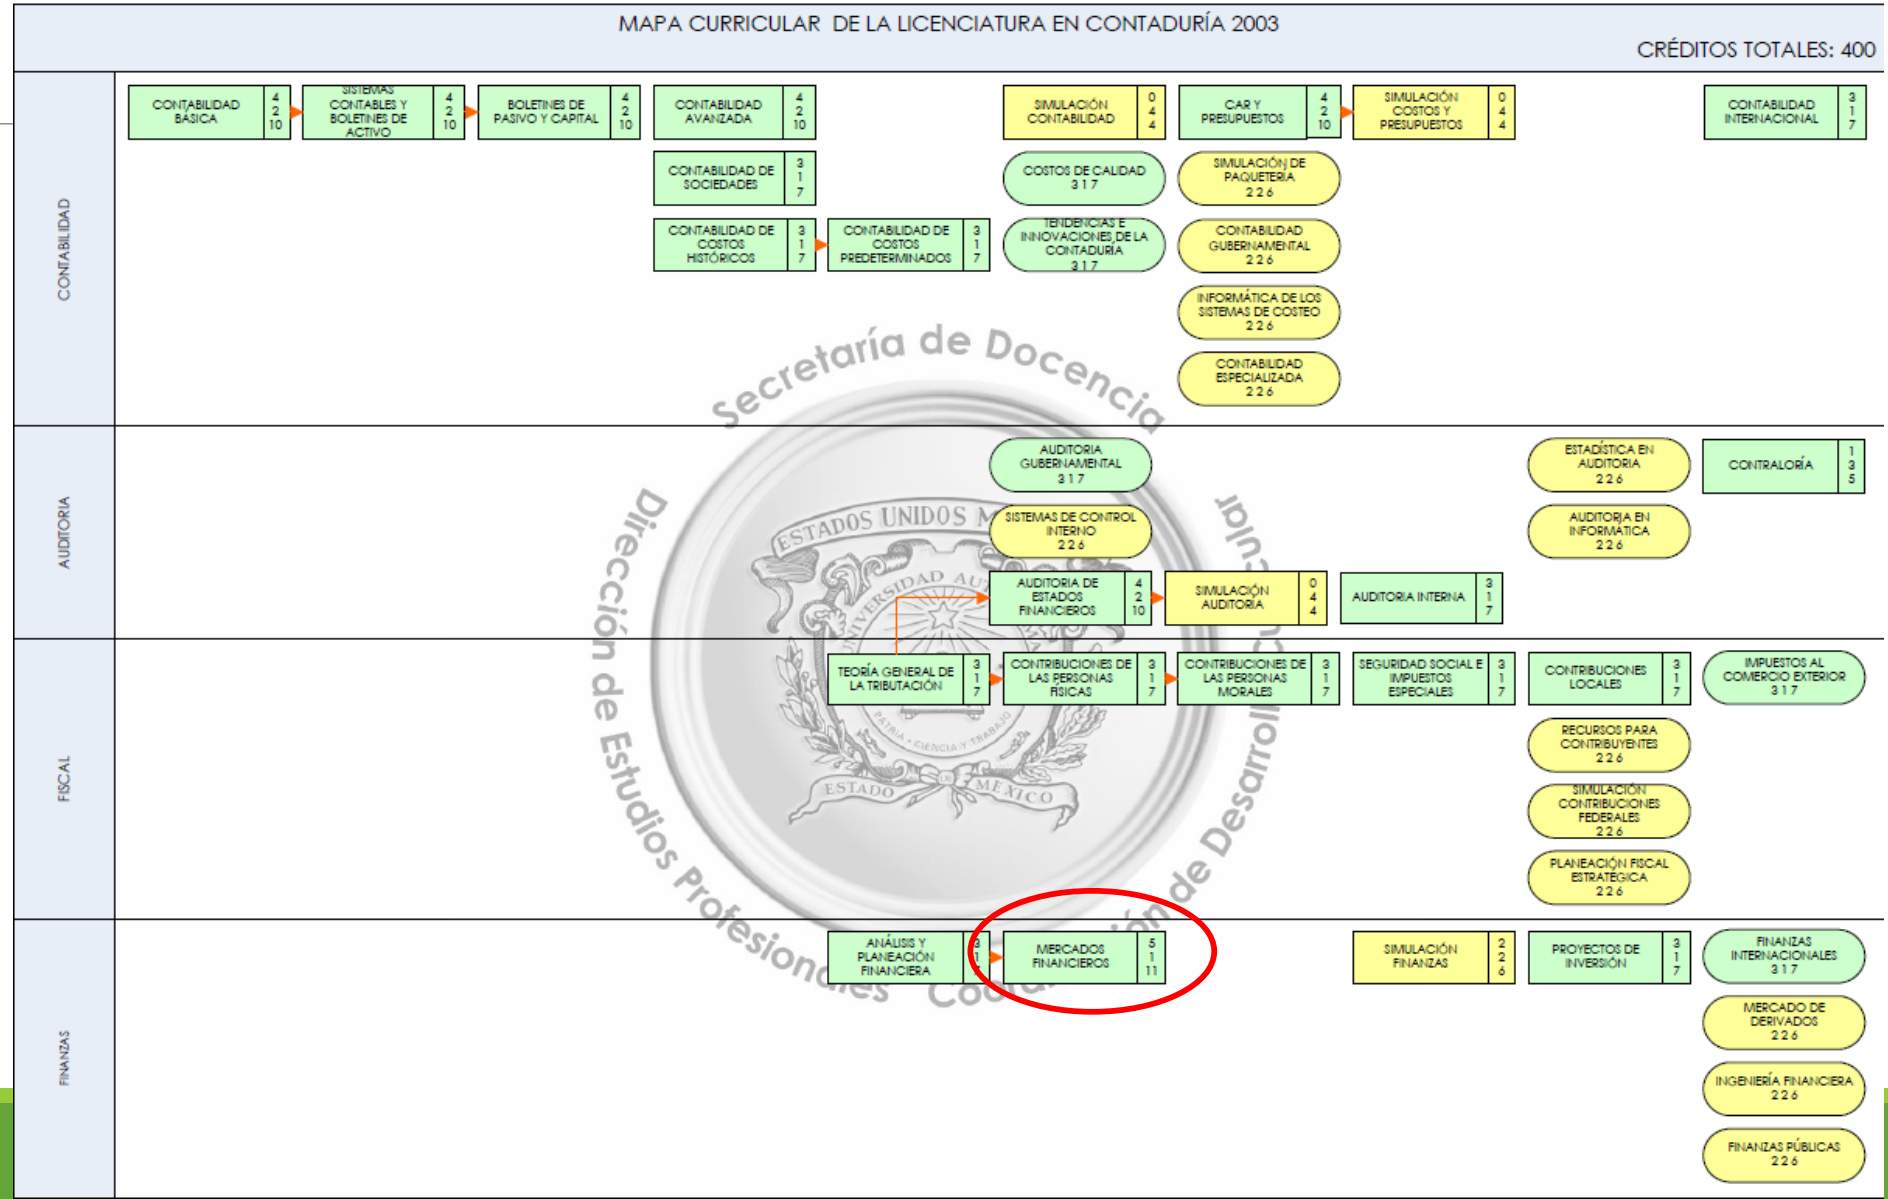 MAPA CURRICULAR DE LA LICENCIATURA EN CONTADURÍA 2003
CRÉDITOS TOTALES: 400
CONTABILIDAD
CONTABILIDAD
BÁSICA
4
2
10
SISTEMAS
CONTABLES Y
BOLETINES DE
ACTIVO
4
2
10
BOLETINES DE
PASIVO Y CAPITAL
4
2
10
CONTABILIDAD
AVANZADA
4
2
10
SIMULACIÓN
CONTABILIDAD
0
4
4
CAR Y
PRESUPUESTOS
4
2
10
SIMULACIÓN
COSTOS Y
PRESUPUESTOS
0
4
4
CONTABILIDAD
INTERNACIONAL
3
1
7
CONTABILIDAD DE
SOCIEDADES
3
1
7
COSTOS DE CALIDAD
3 1 7
SIMULACIÓN DE
PAQUETERIA
2 2 6
CONTABILIDAD DE
COSTOS
HISTÓRICOS
3
1
7
CONTABILIDAD DE
COSTOS
PREDETERMINADOS
3
1
7
TENDENCIAS E
INNOVACIONES DE LA
CONTADURÍA
3 1 7
CONTABILIDAD
GUBERNAMENTAL
2 2 6
INFORMÁTICA DE LOS
SISTEMAS DE COSTEO
2 2 6
CONTABILIDAD
ESPECIALIZADA
2 2 6
AUDITORIA
AUDITORIA
GUBERNAMENTAL
3 1 7
ESTADÍSTICA EN
AUDITORIA
2 2 6
CONTRALORÍA
1
3
5
SISTEMAS DE CONTROL
INTERNO
2 2 6
AUDITORIA EN
INFORMATICA
2 2 6
AUDITORIA DE
ESTADOS
FINANCIEROS
4
2
10
SIMULACIÓN
AUDITORIA
0
4
4
AUDITORIA INTERNA
3
1
7
FISCAL
TEORÍA GENERAL DE
LA TRIBUTACIÓN
3
1
7
CONTRIBUCIONES DE
LAS PERSONAS
FISICAS
3
1
7
CONTRIBUCIONES DE
LAS PERSONAS
MORALES
3
1
7
SEGURIDAD SOCIAL E
IMPUESTOS
ESPECIALES
3
1
7
CONTRIBUCIONES
LOCALES
3
1
7
IMPUESTOS AL
COMERCIO EXTERIOR
3 1 7
RECURSOS PARA
CONTRIBUYENTES
2 2 6
SIMULACIÓN
CONTRIBUCIONES
FEDERALES
2 2 6
PLANEACIÓN FISCAL
ESTRATÉGICA
2 2 6
FINANZAS
ANÁLISIS Y
PLANEACIÓN
FINANCIERA
3
1
7
MERCADOS
FINANCIEROS
5
1
11
SIMULACIÓN
FINANZAS
2
2
6
PROYECTOS DE
INVERSIÓN
3
1
7
FINANZAS
INTERNACIONALES
3 1 7
MERCADO DE
DERIVADOS
2 2 6
INGENIERÍA FINANCIERA
2 2 6
FINANZAS PÚBLICAS
2 2 6
Secretaría de Docencia
Dirección de Estudios Profesionales
de Desarrollo
ESTADOS UNIDOS M
PATRIA • CIENCIA Y TRABAJO
ESTADO DE MÉXICO